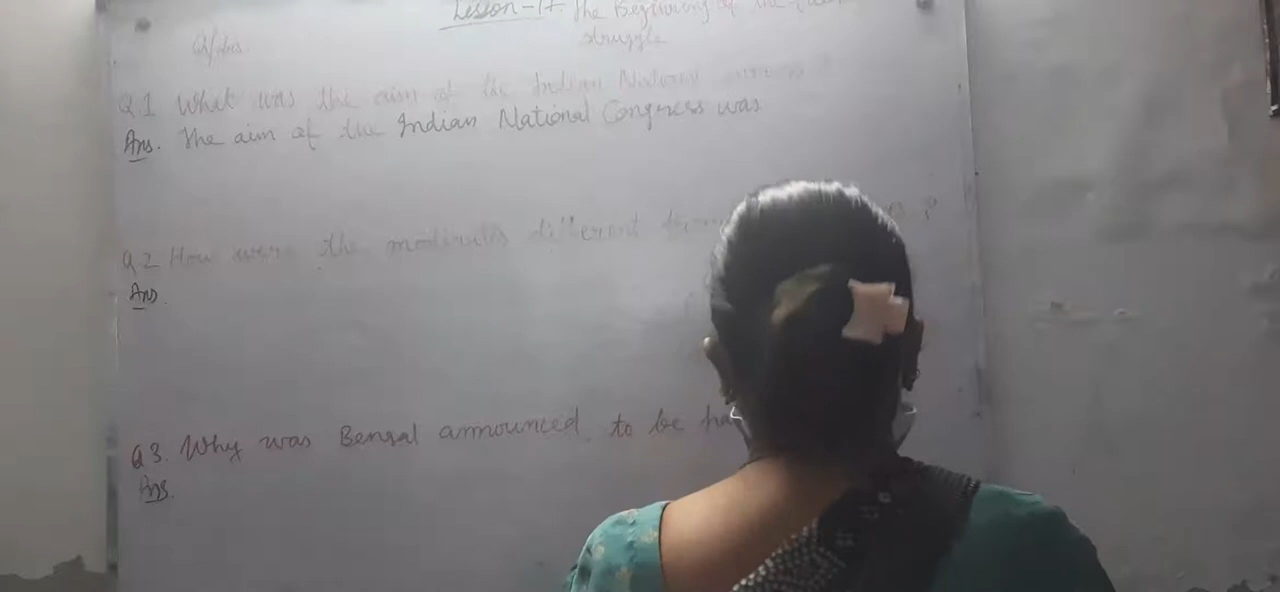 Lesson-17. The Beginning of the
struggle
Q/Ans.
Q.1 What was the aim of the Indian National
Ans. The aim of the Indian National Congress was
Q.2 How were the moderates different from
Ans.
Q 3. Why was Bengal announced to be
Ans.